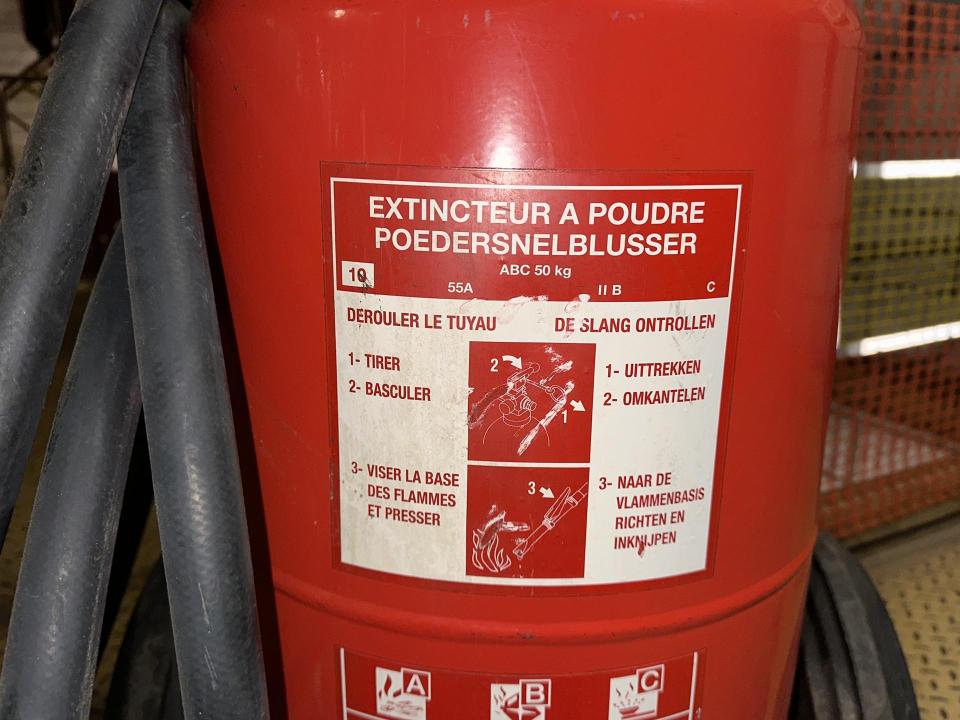 EXTINCTEUR A POUDRE
POEDERSNELBLUSSER
ABC 50 kg
10
55A II B C
DEROULER LE TUYAU
DE SLANG ONTROLLEN
1- TIRER
2- BASCULER
2
1
1- UITTREKKEN
2- OMKANTELEN
3- VISER LA BASE
DES FLAMMES
ET PRESSER
3
3- NAAR DE
VLAMMENBASIS
RICHTEN EN
INKNIJPEN
A B C